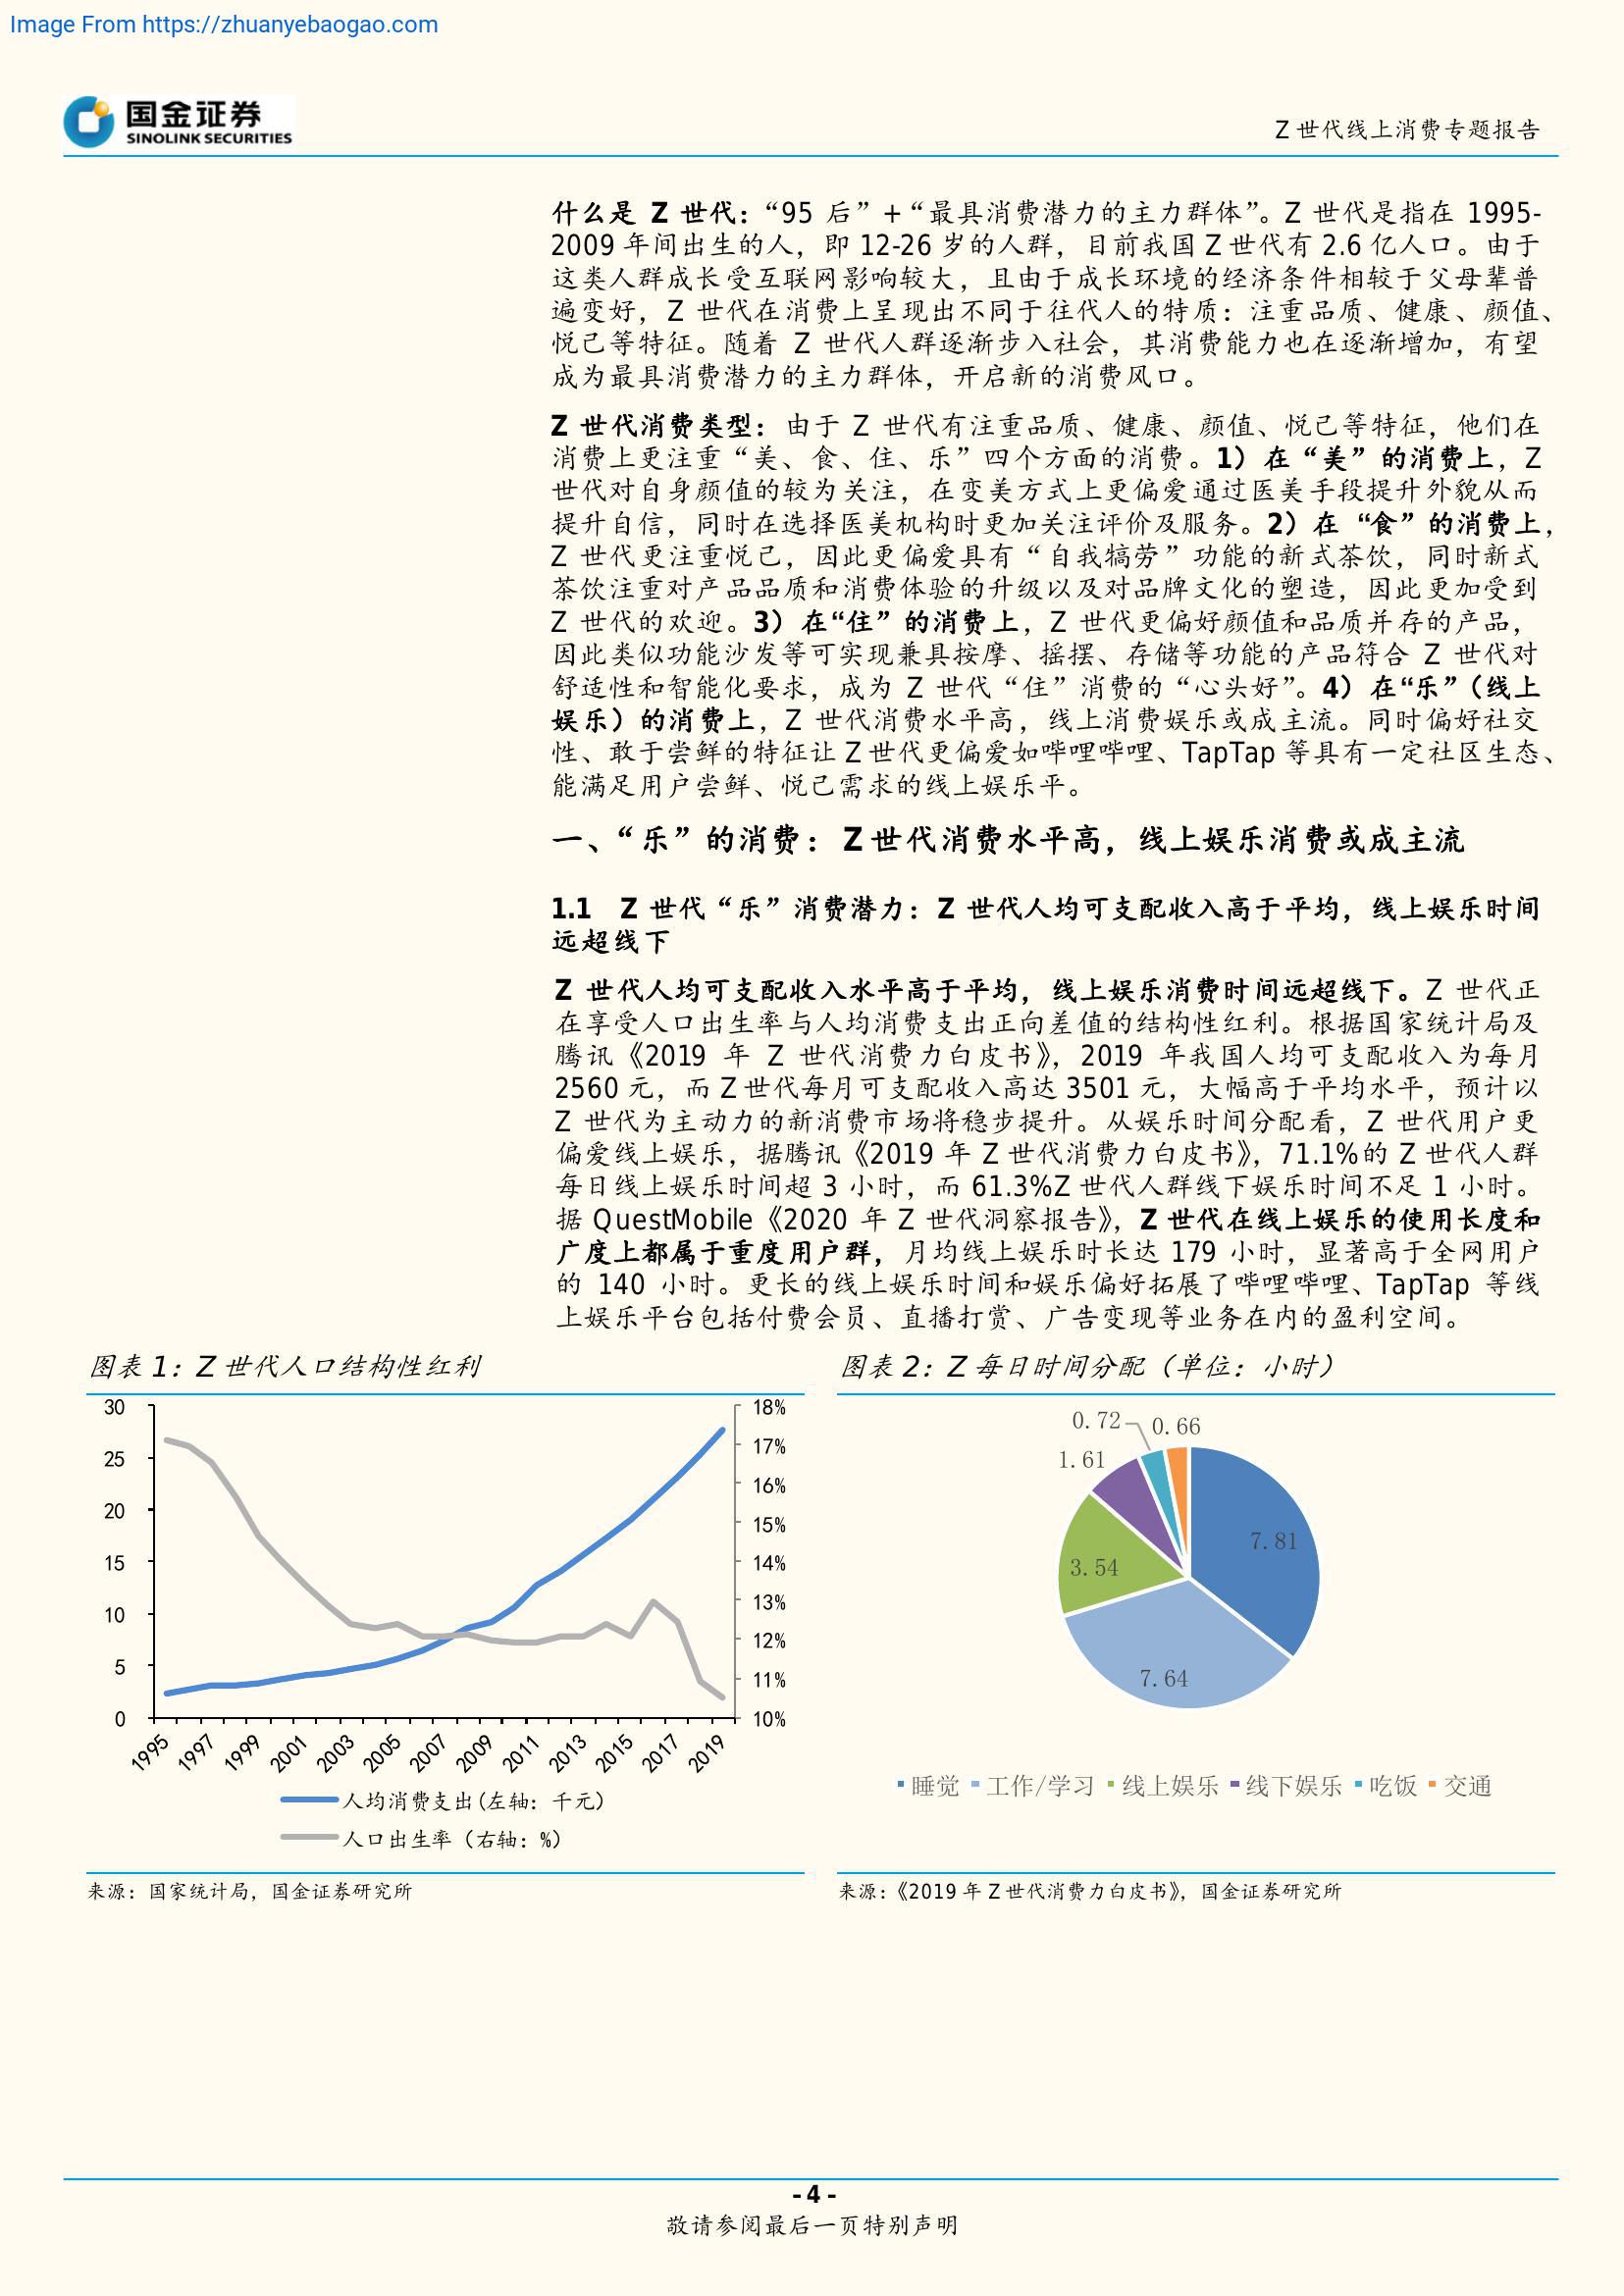 Image From https://zhuanyebaogao.com
国金证券
SINOLINK SECURITIES
Z 世代线上消费专题报告
什么是 Z 世代：“95 后”+“最具消费潜力的主力群体”。Z 世代是指在 1995-
2009 年间出生的人，即 12-26 岁的人群，目前我国 Z 世代有 2.6 亿人口。由于
这类人群成长受互联网影响较大，且由于成长环境的经济条件相较于父母辈普
遍变好，Z 世代在消费上呈现出不同于往代人的特质：注重品质、健康、颜值、
悦己等特征。随着 Z 世代人群逐渐步入社会，其消费能力也在逐渐增加，有望
成为最具消费潜力的主力群体，开启新的消费风口。
Z 世代消费类型：由于 Z 世代有注重品质、健康、颜值、悦己等特征，他们在
消费上更注重“美、食、住、乐”四个方面的消费。1）在“美”的消费上，Z
世代对自身颜值的较为关注，在变美方式上更偏爱通过医美手段提升外貌从而
提升自信，同时在选择医美机构时更加关注评价及服务。2）在“食”的消费上，
Z 世代更注重悦己，因此更偏爱具有“自我犒劳”功能的新式茶饮，同时新式
茶饮注重对产品品质和消费体验的升级以及对品牌文化的塑造，因此更加受到
Z 世代的欢迎。3）在“住”的消费上，Z 世代更偏好颜值和品质并存的产品，
因此类似功能沙发等可实现兼具按摩、摇摆、存储等功能的产品符合 Z 世代对
舒适性和智能化要求，成为 Z 世代“住”消费的“心头好”。4）在“乐”（线上
娱乐）的消费上，Z 世代消费水平高，线上消费娱乐或成主流。同时偏好社交
性、敢于尝鲜的特征让 Z 世代更偏爱如哔哩哔哩、TapTap 等具有一定社区生态、
能满足用户尝鲜、悦己需求的线上娱乐平。
一、“乐”的消费：Z 世代消费水平高，线上娱乐消费或成主流
1.1 Z 世代“乐”消费潜力：Z 世代人均可支配收入高于平均，线上娱乐时间
远超线下
Z 世代人均可支配收入水平高于平均，线上娱乐消费时间远超线下。Z 世代正
在享受人口出生率与人均消费支出正向差值的结构性红利。根据国家统计局及
腾讯《2019 年 Z 世代消费力白皮书》，2019 年我国人均可支配收入为每月
2560 元，而 Z 世代每月可支配收入高达 3501 元，大幅高于平均水平，预计以
Z 世代为主动力的新消费市场将稳步提升。从娱乐时间分配看，Z 世代用户更
偏爱线上娱乐，据腾讯《2019 年 Z 世代消费力白皮书》，71.1%的 Z 世代人群
每日线上娱乐时间超 3 小时，而 61.3%Z 世代人群线下娱乐时间不足 1 小时。
据 QuestMobile《2020 年 Z 世代洞察报告》，Z 世代在线上娱乐的使用长度和
广度上都属于重度用户群，月均线上娱乐时长达 179 小时，显著高于全网用户
的 140 小时。更长的线上娱乐时间和娱乐偏好拓展了哔哩哔哩、TapTap 等线
上娱乐平台包括付费会员、直播打赏、广告变现等业务在内的盈利空间。
图表 1：Z 世代人口结构性红利
30
25
20
15
10
5
0
18%
17%
16%
15%
14%
13%
12%
11%
10%
1995 1997 1999 2001 2003 2005 2007 2009 2011 2013 2015 2017 2019
人均消费支出(左轴：千元)
人口出生率（右轴：%）
来源：国家统计局，国金证券研究所
图表 2：Z 每日时间分配（单位：小时）
0.72 0.66
1.61
7.81
3.54
7.64
睡觉 工作/学习 线上娱乐 线下娱乐 吃饭 交通
来源：《2019 年 Z 世代消费力白皮书》，国金证券研究所
- 4 -
敬请参阅最后一页特别声明